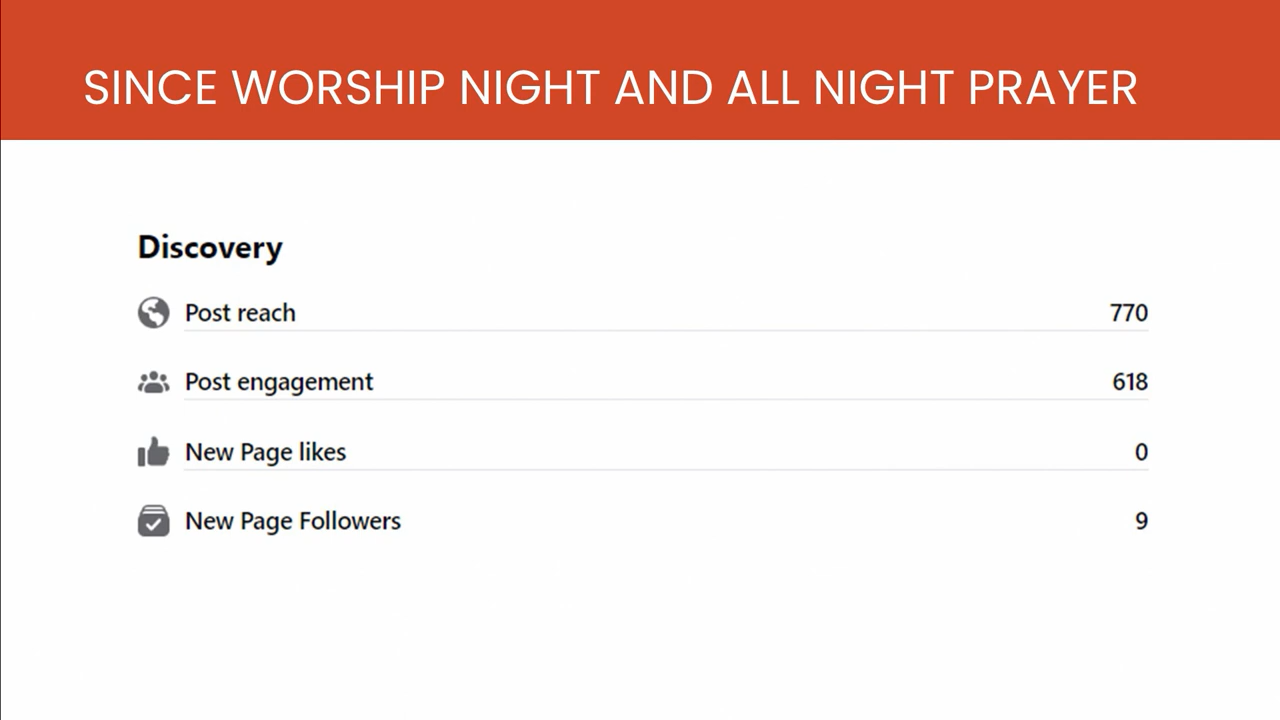 SINCE WORSHIP NIGHT AND ALL NIGHT PRAYER
Discovery
Post reach 770
Post engagement 618
New Page likes 0
New Page Followers 9